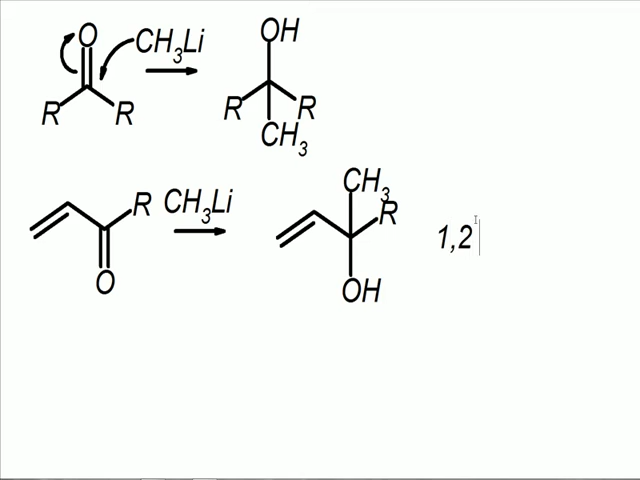 O CH₃Li OH
R R R R
CH₃
CH₃
R CH₃Li R 1,2
O OH